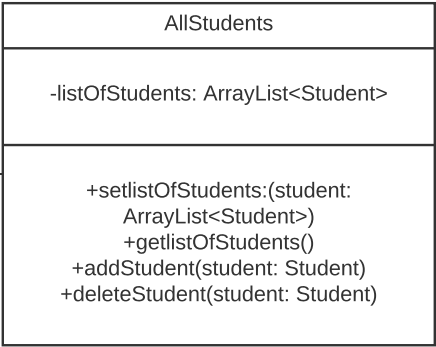 AllStudents
-listOfStudents: ArrayList<Student>
+setlistOfStudents:(student:
ArrayList<Student>)
+getlistOfStudents()
+addStudent(student: Student)
+deleteStudent(student: Student)